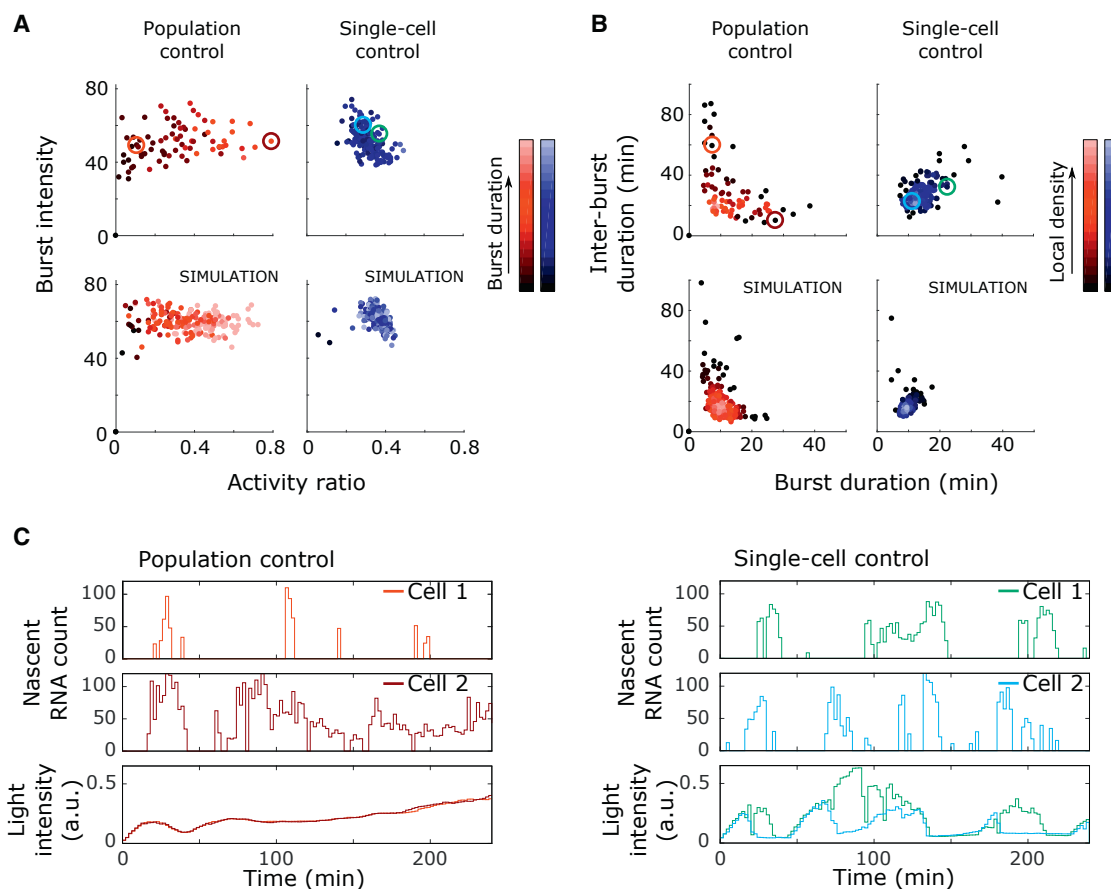 A
Population control
Single-cell control
Burst intensity
80
40
0
Burst duration
SIMULATION
SIMULATION
80
40
0
0
0.4
0.8
0
0.4
0.8
Activity ratio
B
Population control
Single-cell control
Inter-burst duration (min)
80
40
0
Local density
SIMULATION
SIMULATION
80
40
0
0
20
40
0
20
40
Burst duration (min)
C
Population control
Nascent RNA count
100
50
0
Cell 1
100
50
0
Cell 2
Light intensity (a.u.)
0.5
0
0
100
200
Time (min)
Single-cell control
Nascent RNA count
100
50
0
Cell 1
100
50
0
Cell 2
Light intensity (a.u.)
0.5
0
0
100
200
Time (min)